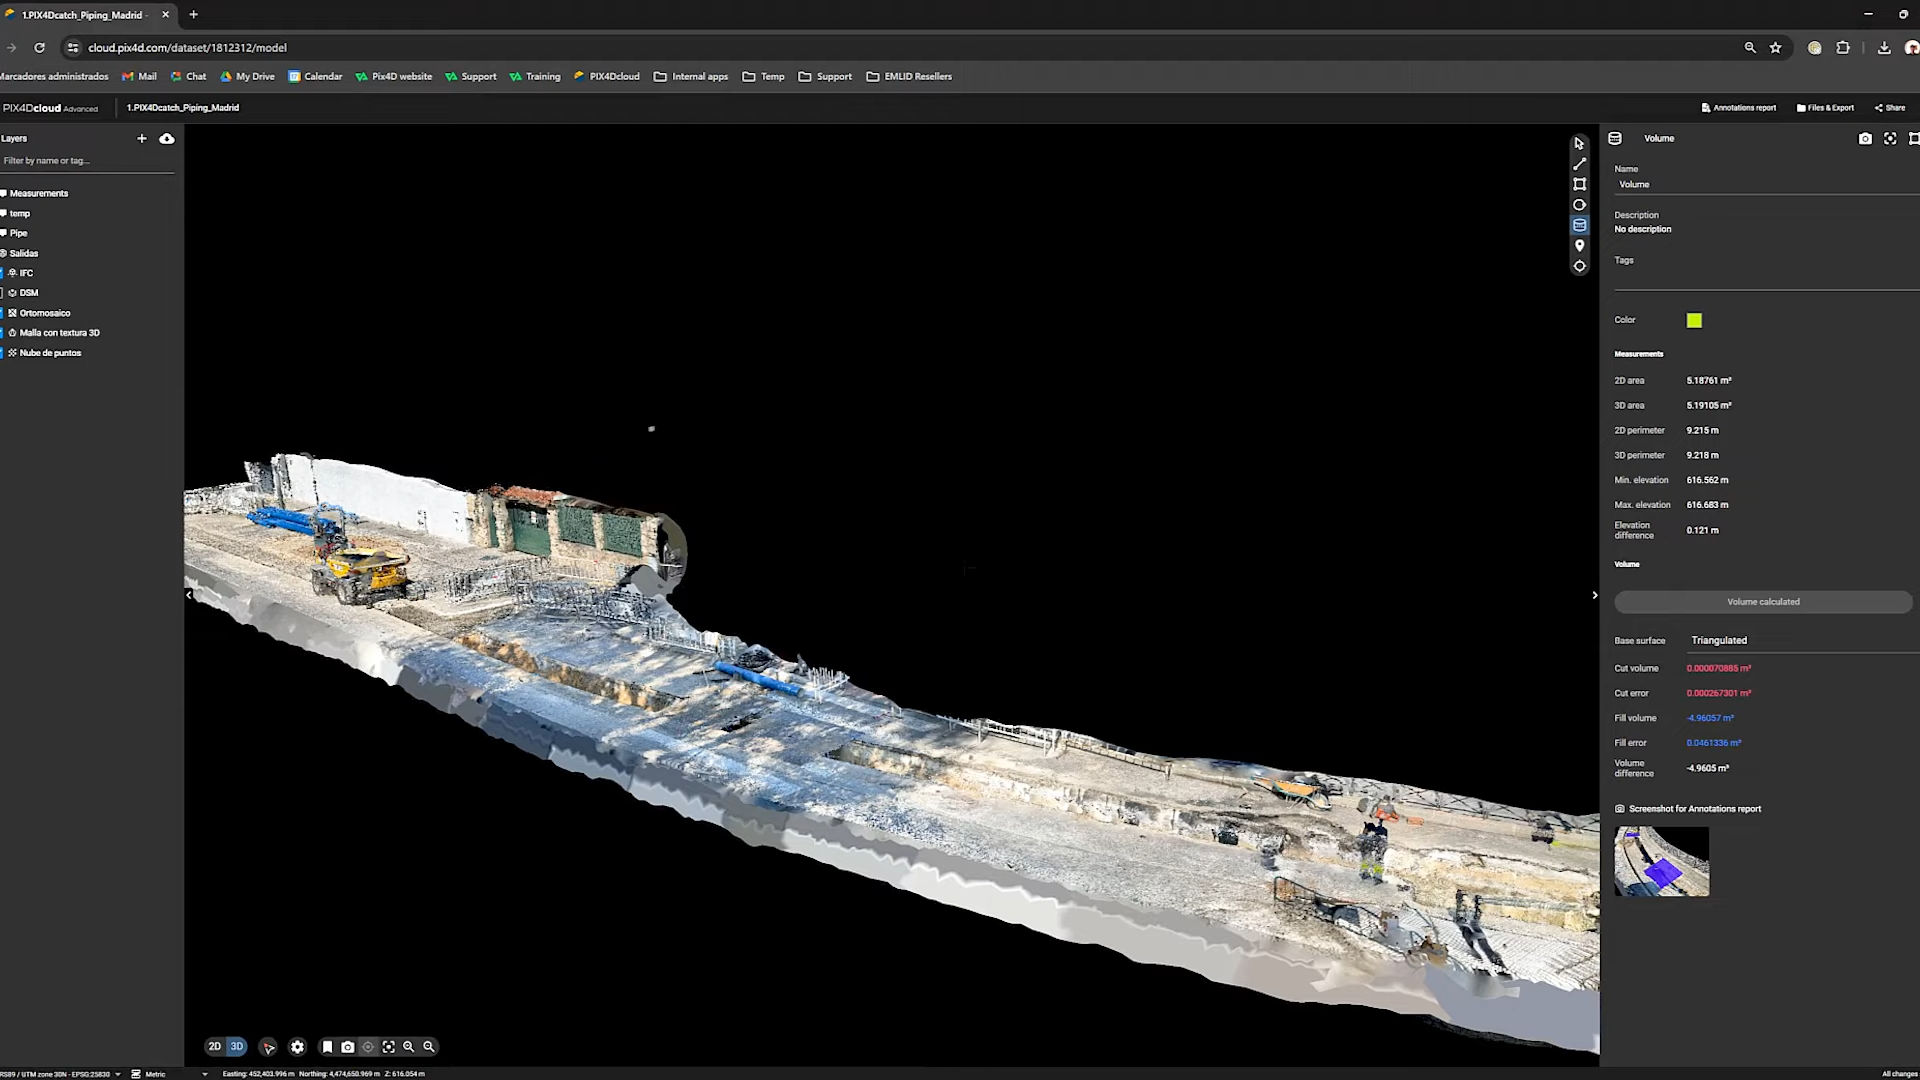 1.PIX4Dcatch_Piping_Madrid -
cloud.pix4d.com/dataset/1812312/model
Marcadores administrados Mail Chat My Drive Calendar Pix4D website Support Training PIX4Dcloud Internal apps Temp Support EMLID Resellers
PIX4Dcloud Advanced 1.PIX4Dcatch_Piping_Madrid Annotations report Files & Export Share
Layers
Filter by name or tag...
Measurements
temp
Pipe
Salidas
IFC
DSM
Ortomosaico
Malla con textura 3D
Nube de puntos
Volume
Name
Volume
Description
No description
Tags
Color
Measurements
2D area 5.18761 m²
3D area 5.19105 m²
2D perimeter 9.215 m
3D perimeter 9.218 m
Min. elevation 616.562 m
Max. elevation 616.683 m
Elevation difference 0.121 m
Volume
Volume calculated
Base surface Triangulated
Cut volume 0.000070885 m³
Cut error 0.000267301 m³
Fill volume -4.96057 m³
Fill error 0.0461336 m³
Volume difference -4.9605 m³
Screenshot for Annotations report
2D 3D
RS89 / UTM zone 30N - EPSG:25830 Metric Easting: 452,403.996 m Northing: 4,474,650.969 m Z: 616.054 m All changes